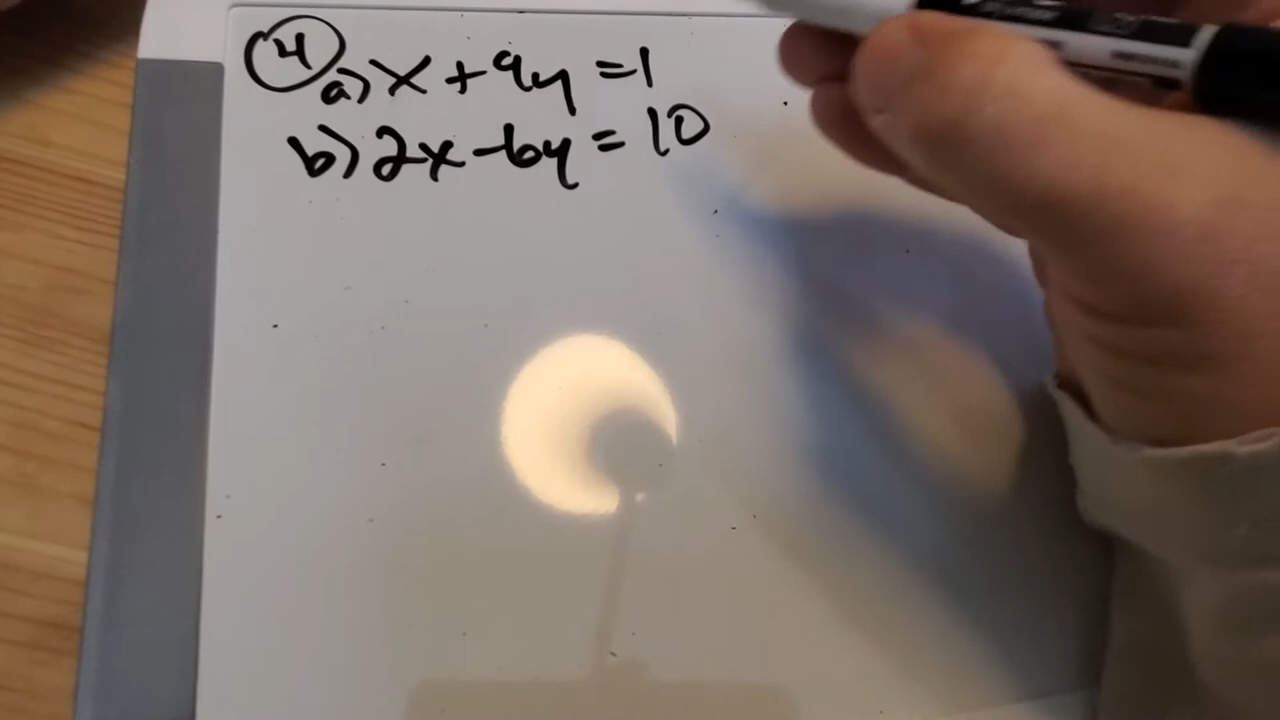 ④ a) x + 9y = 1
b) 2x - 6y = 10